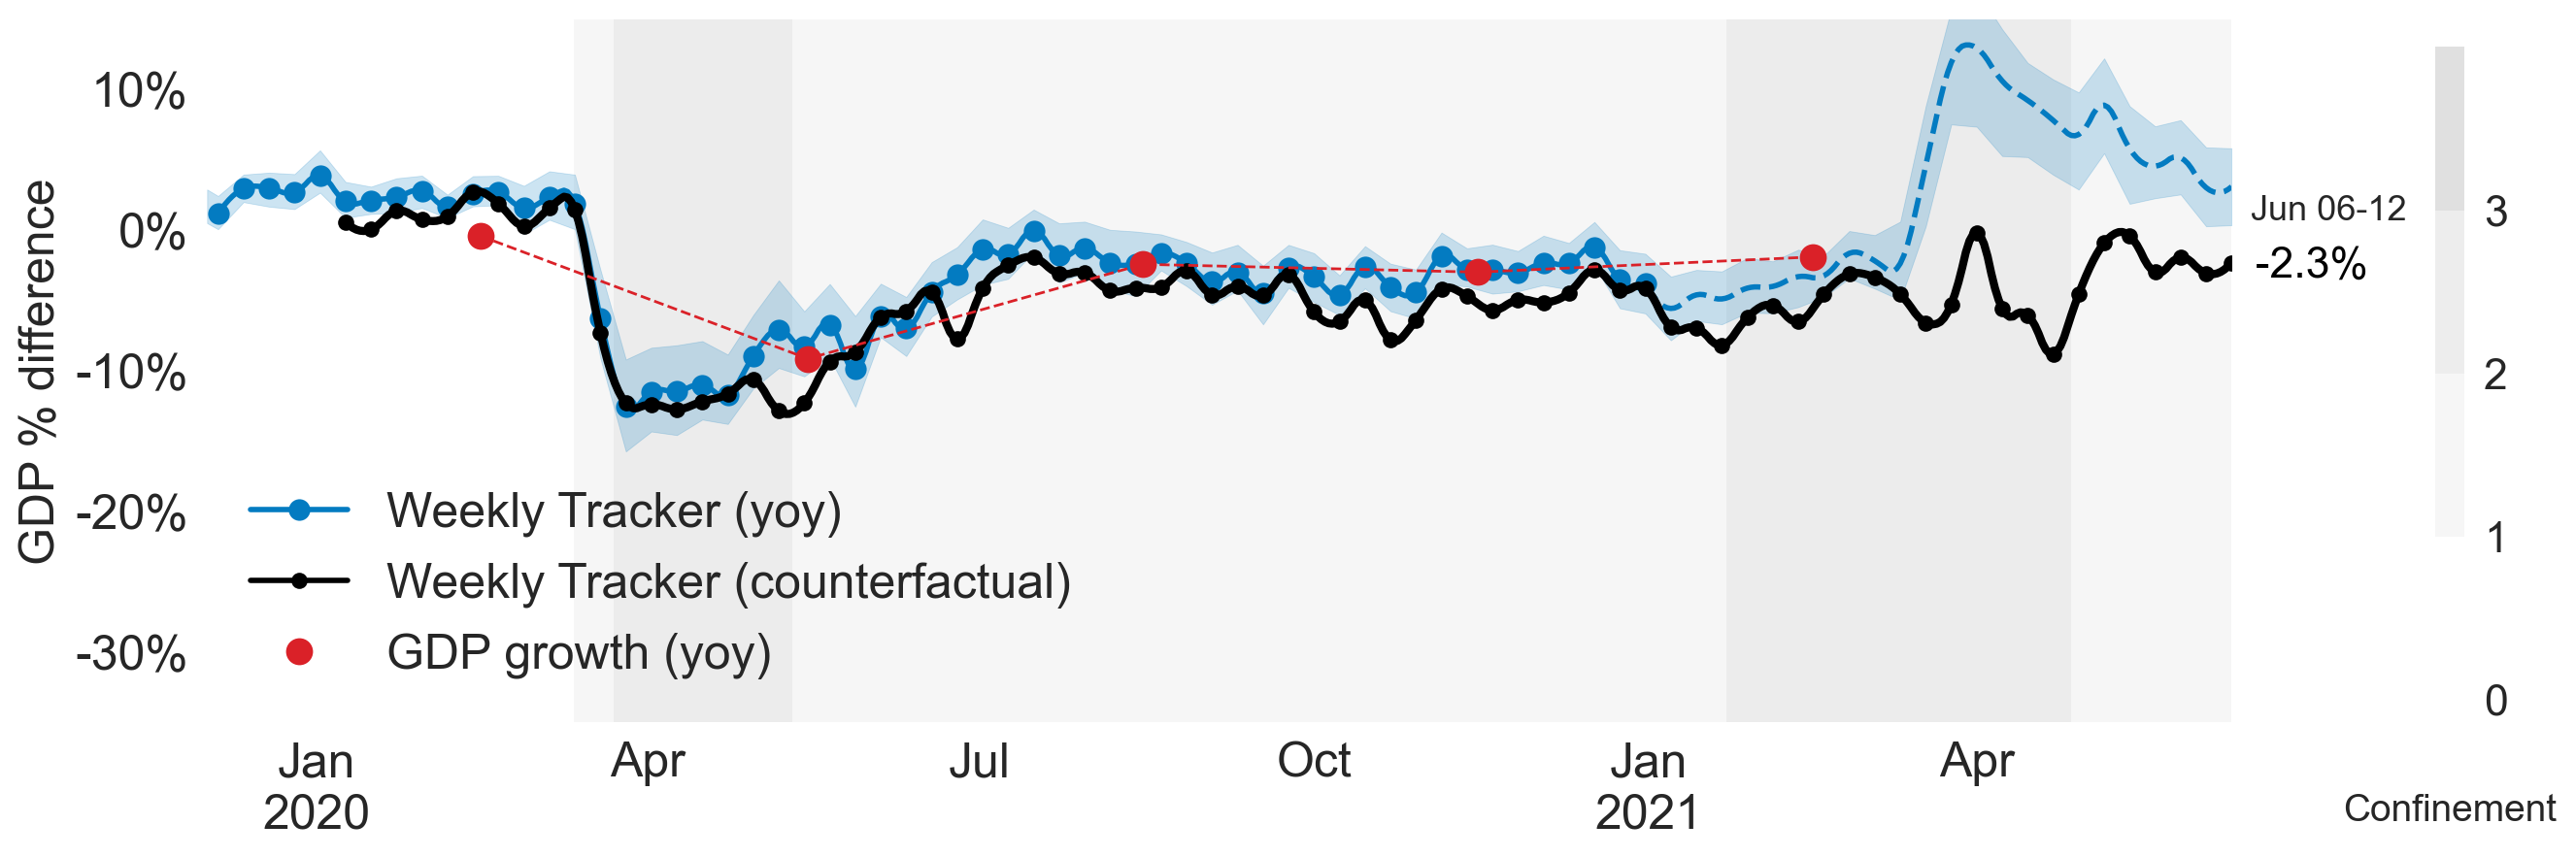 GDP % difference
10%
0%
-10%
-20%
-30%
Weekly Tracker (yoy)
Weekly Tracker (counterfactual)
GDP growth (yoy)
Jan
2020
Apr
Jul
Oct
Jan
2021
Apr
Jun 06-12
-2.3%
3
2
1
0
Confinement